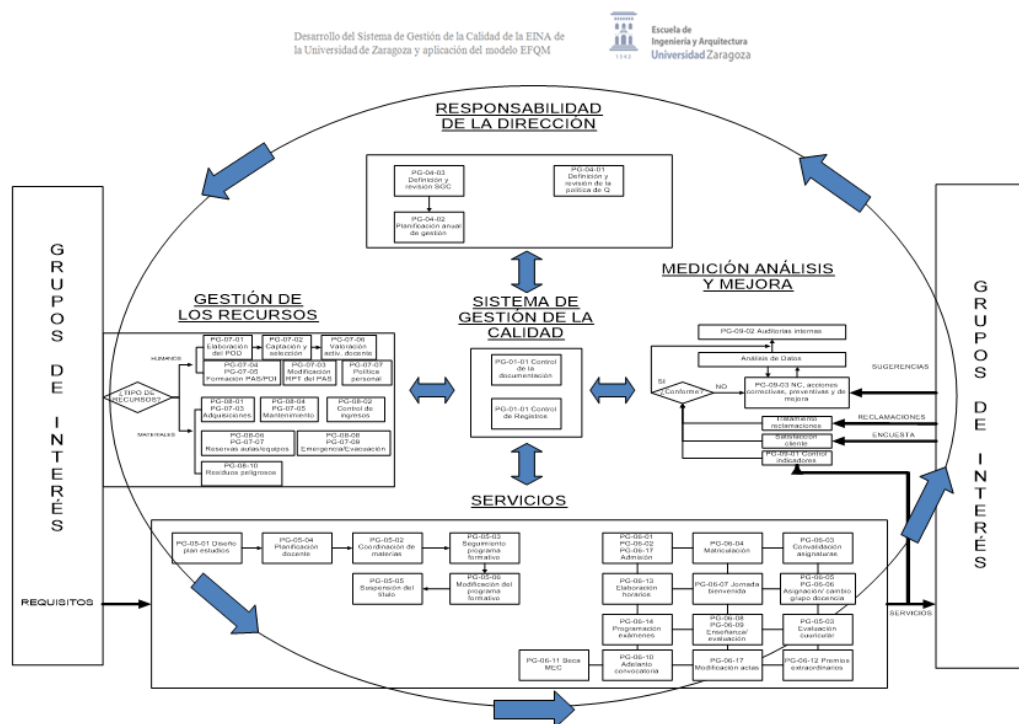 Desarrollo del Sistema de Gestión de la Calidad de la EINA de
la Universidad de Zaragoza y aplicación del modelo EFQM
1542
Escuela de
Ingeniería y Arquitectura
Universidad Zaragoza
RESPONSABILIDAD
DE LA DIRECCIÓN
PG-04-03
Definición y
revisión SGC
PG-04-01
Definición y
revisión de la
política de Q
PG-04-02
Planificación anual
de gestión
GRUPOS DE INTERÉS
GESTIÓN DE
LOS RECURSOS
HUMANOS
¿TIPO DE
RECURSOS?
MATERIALES
PG-07-01
Elaboración
del POD
PG-07-02
Captación y
selección
PG-07-06
Valoración
activ. docente
PG-07-04
PG-07-05
Formación PAS/PDI
PG-07-03
Modificación
RPT del PAS
PG-07-07
Política
personal
PG-08-01
PG-07-03
Adquisiciones
PG-08-04
PG-07-05
Mantenimiento
PG-08-02
Control de
ingresos
PG-08-06
PG-07-07
Reservas aulas/equipos
PG-08-08
PG-07-09
Emergencia/Evacuación
PG-08-10
Residuos peligrosos
SISTEMA DE
GESTIÓN DE LA
CALIDAD
PG-01-01 Control
de la
documentación
PG-01-01 Control
de Registros
MEDICIÓN ANÁLISIS
Y MEJORA
PG-09-02 Auditorias internas
Análisis de Datos
SI
¿Conforme?
NO
PG-09-03 NC, acciones
correctivas, preventivas y de
mejora
Tratamiento
reclamaciones
Satisfacción
cliente
PG-09-01 Control
indicadores
SUGERENCIAS
RECLAMACIONES
ENCUESTA
GRUPOS DE INTERÉS
SERVICIOS
REQUISITOS
PG-05-01 Diseño
plan estudios
PG-05-04
Planificación
docente
PG-05-02
Coordinación de
materias
PG-05-03
Seguimiento
programa
formativo
PG-05-05
Suspensión del
título
PG-05-06
Modificación del
programa
formativo
PG-06-01
PG-06-02
PG-06-17
Admisión
PG-06-04
Matriculación
PG-06-03
Convalidación
asignaturas
PG-06-13
Elaboración
horarios
PG-06-07 Jornada
bienvenida
PG-06-05
PG-06-06
Asignación/ cambio
grupo docencia
PG-06-14
Programación
exámenes
PG-06-08
PG-06-09
Enseñanza/
evaluación
PG-05-03
Evaluación
curricular
PG-06-11 Beca
MEC
PG-06-10
Adelanto
convocatoria
PG-06-17
Modificación actas
PG-06-12 Premios
extraordinarios
SERVICIOS